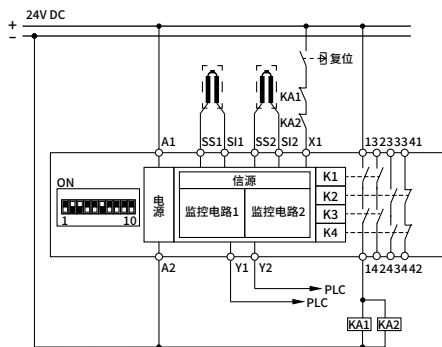 24V DC
+
−
复位
KA1
KA2
A1 SS1 SI1 SS2 SI2 X1 13 23 33 41
ON
1 10
电源
信源
监控电路1 监控电路2
K1
K2
K3
K4
A2 Y1 Y2 14 24 34 42
PLC
PLC
KA1 KA2